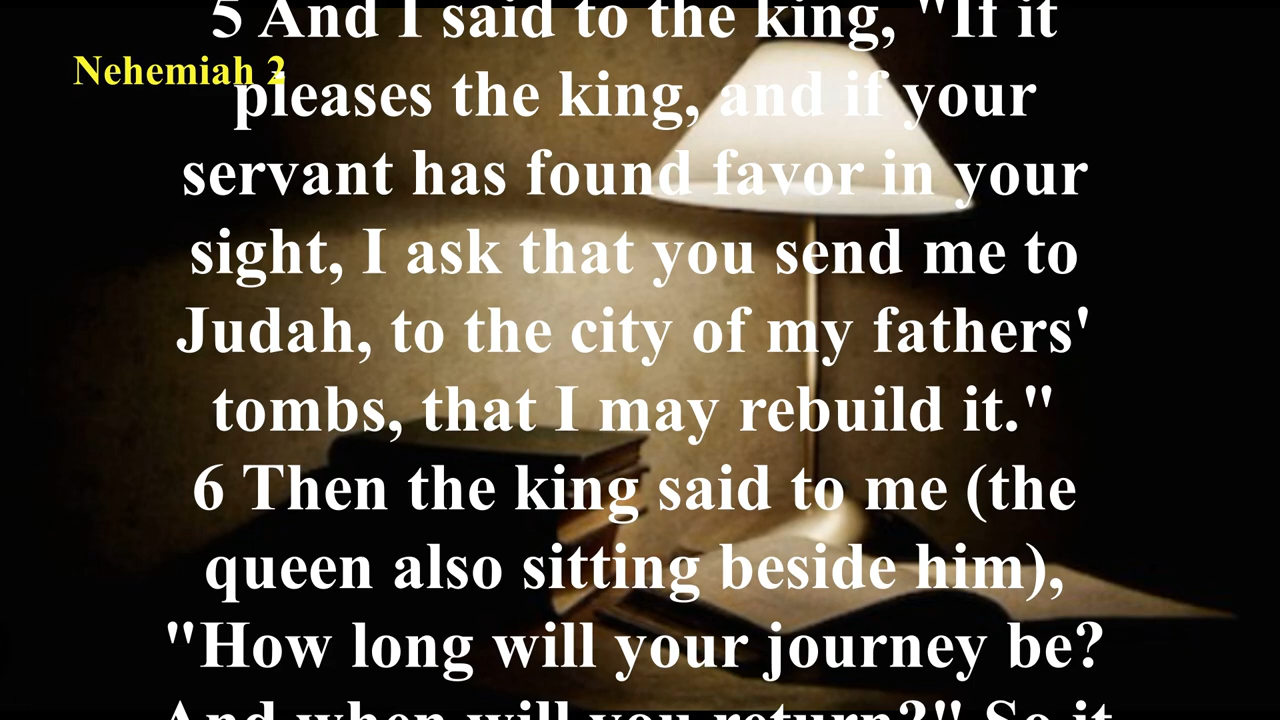 5 And I said to the king, "If it
Nehemiah 2
pleases the king, and if your
servant has found favor in your
sight, I ask that you send me to
Judah, to the city of my fathers'
tombs, that I may rebuild it."
6 Then the king said to me (the
queen also sitting beside him),
"How long will your journey be?
And when will you return?" So it